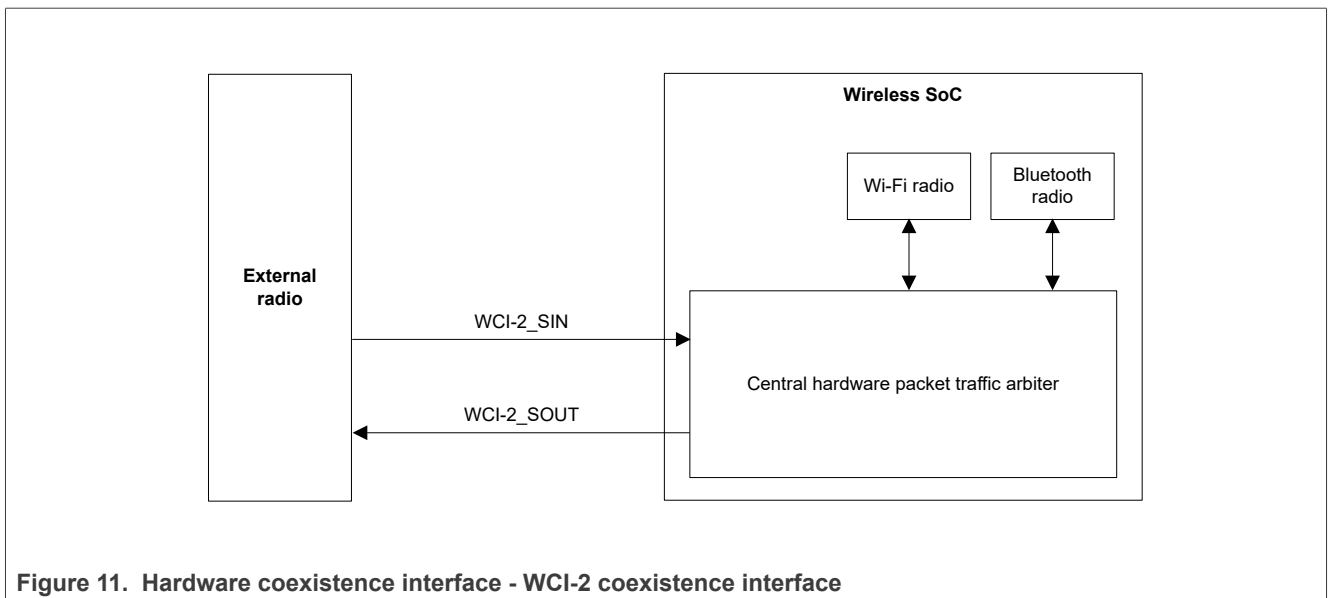 Wireless SoC
Wi-Fi radio
Bluetooth
radio
External
radio
WCI-2_SIN
Central hardware packet traffic arbiter
WCI-2_SOUT
Figure 11. Hardware coexistence interface - WCI-2 coexistence interface